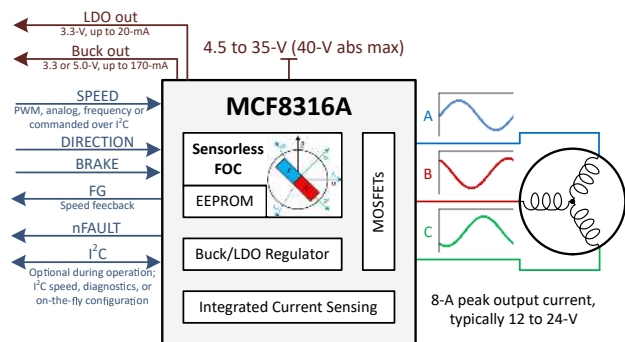 LDO out
3.3-V, up to 20-mA
Buck out
3.3 or 5.0-V, up to 170-mA
4.5 to 35-V (40-V abs max)
SPEED
PWM, analog, frequency or
commanded over I²C
DIRECTION
BRAKE
FG
Speed feecback
nFAULT
I²C
Optional during operation;
I²C speed, diagnostics, or
on-the-fly configuration
MCF8316A
Sensorless
FOC
EEPROM
MOSFETs
Buck/LDO Regulator
Integrated Current Sensing
A
B
C
8-A peak output current,
typically 12 to 24-V